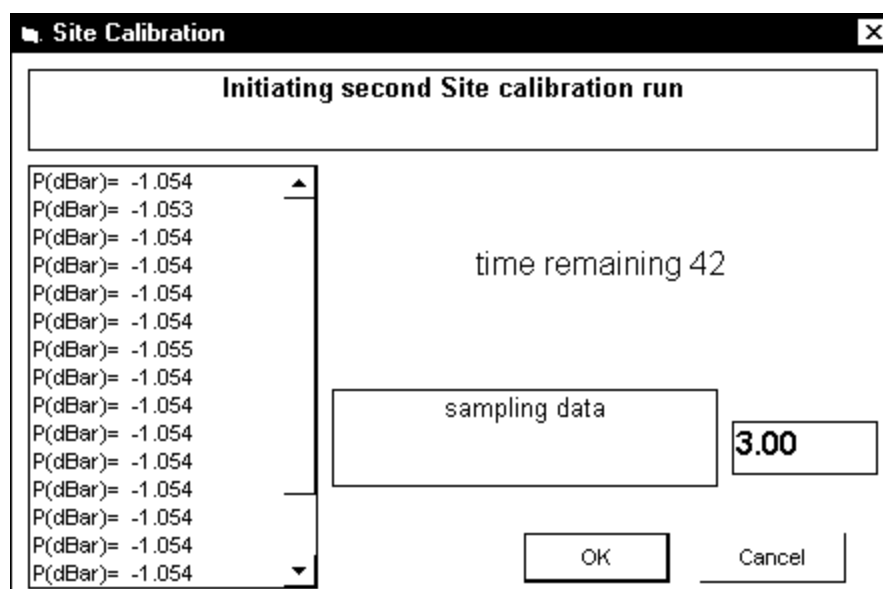 Site Calibration
Initiating second Site calibration run
P(dBar)= -1.054
P(dBar)= -1.053
P(dBar)= -1.054
P(dBar)= -1.054
P(dBar)= -1.054
P(dBar)= -1.054
P(dBar)= -1.055
P(dBar)= -1.054
P(dBar)= -1.054
P(dBar)= -1.054
P(dBar)= -1.054
P(dBar)= -1.054
P(dBar)= -1.054
P(dBar)= -1.054
P(dBar)= -1.054
time remaining 42
sampling data
3.00
OK
Cancel